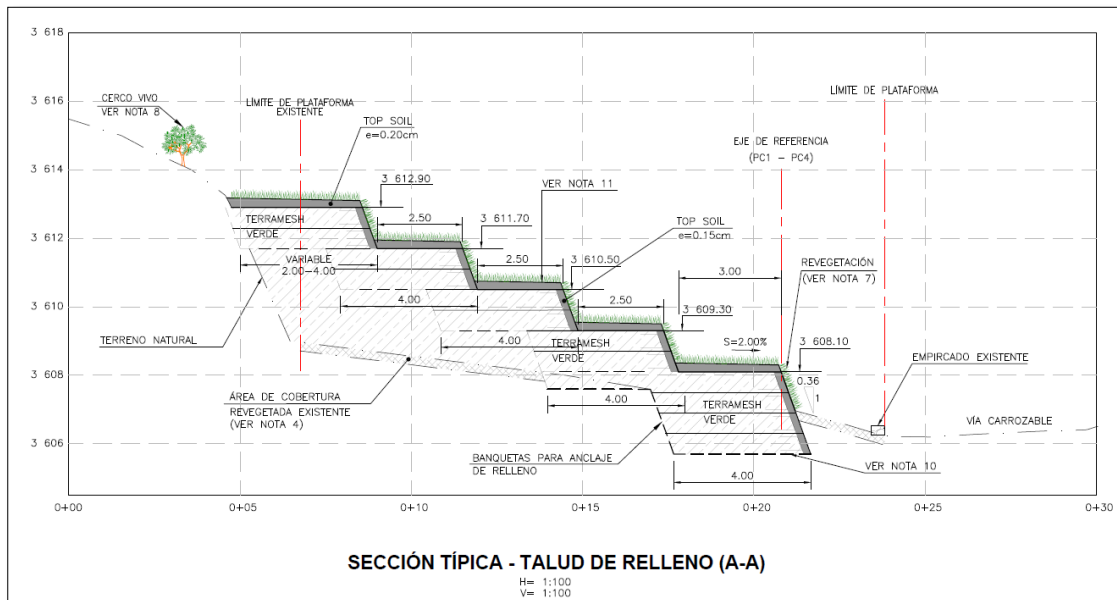 3 618
3 616
3 614
3 612
3 610
3 608
3 606
CERCO VIVO
VER NOTA 8
LÍMITE DE PLATAFORMA
EXISTENTE
TOP SOIL
e=0.20cm
LÍMITE DE PLATAFORMA
EJE DE REFERENCIA
(PC1 – PC4)
3 612.90
VER NOTA 11
2.50
3 611.70
TOP SOIL
e=0.15cm
TERRAMESH
VERDE
VARIABLE
2.00–4.00
2.50
3 610.50
3.00
REVEGETACIÓN
(VER NOTA 7)
4.00
2.50
3 609.30
TERRENO NATURAL
4.00
TERRAMESH
VERDE
S=2.00%
3 608.10
0.36
1
EMPIRCADO EXISTENTE
ÁREA DE COBERTURA
REVEGETADA EXISTENTE
(VER NOTA 4)
4.00
TERRAMESH
VERDE
VÍA CARROZABLE
BANQUETAS PARA ANCLAJE
DE RELLENO
VER NOTA 10
4.00
0+00
0+05
0+10
0+15
0+20
0+25
0+30
SECCIÓN TÍPICA - TALUD DE RELLENO (A-A)
H= 1:100
V= 1:100